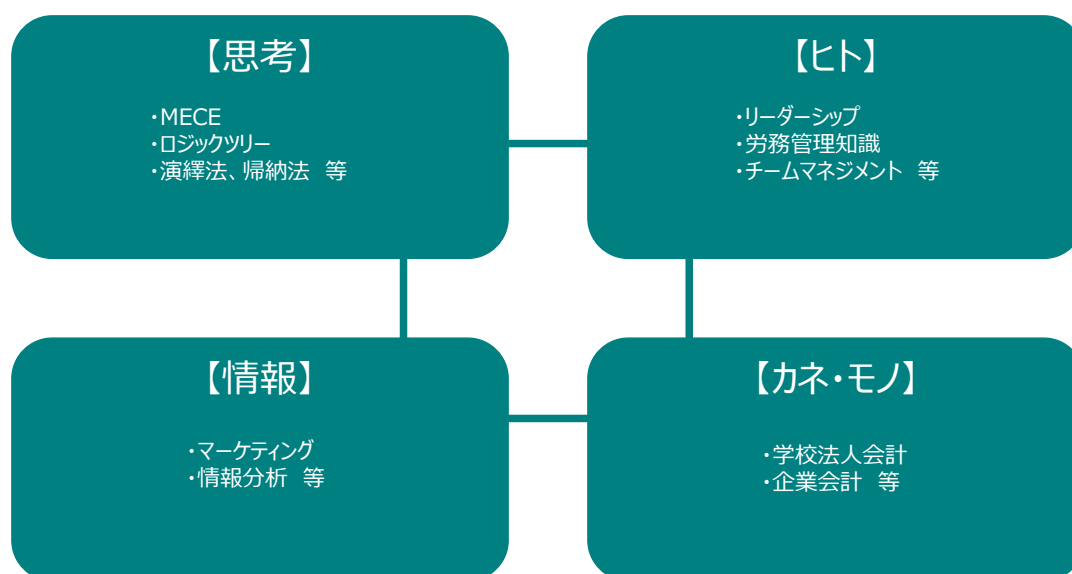 【思考】
・MECE
・ロジックツリー
・演繹法、帰納法　等
【ヒト】
・リーダーシップ
・労務管理知識
・チームマネジメント　等
【情報】
・マーケティング
・情報分析　等
【カネ・モノ】
・学校法人会計
・企業会計　等